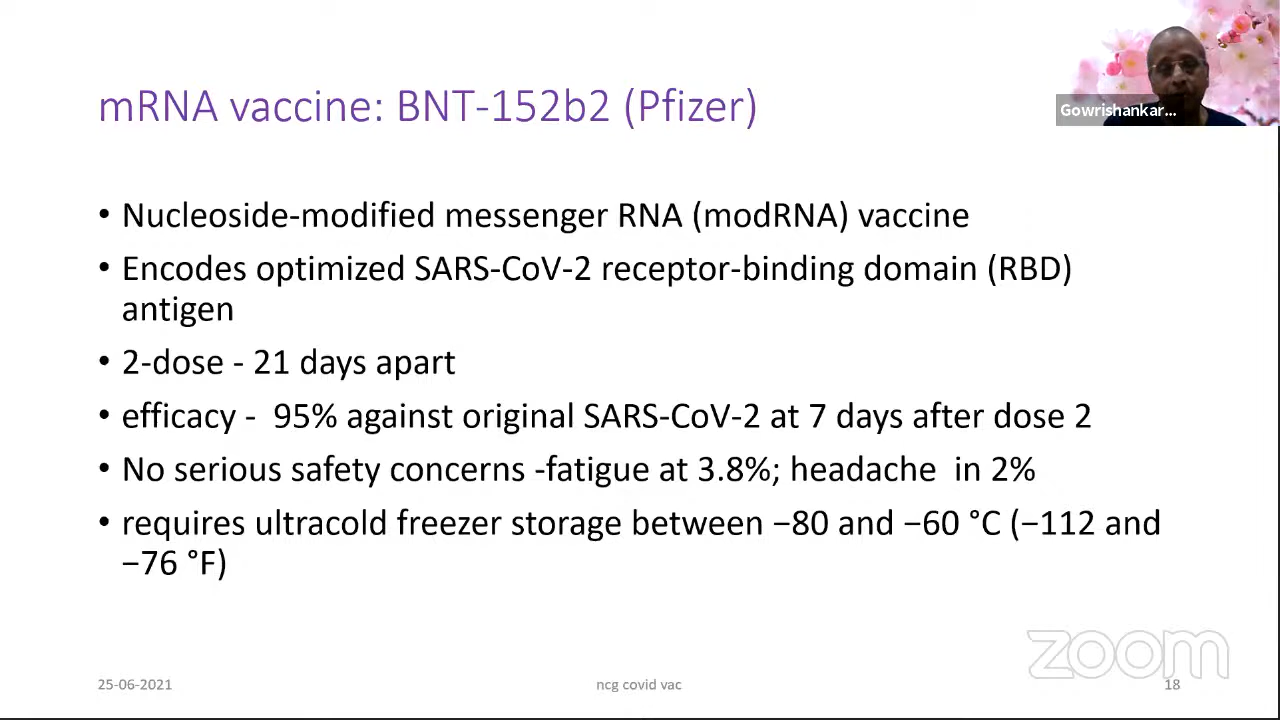 mRNA vaccine: BNT-152b2 (Pfizer)
Gowrishankar...
• Nucleoside-modified messenger RNA (modRNA) vaccine
• Encodes optimized SARS-CoV-2 receptor-binding domain (RBD)
antigen
• 2-dose - 21 days apart
• efficacy -  95% against original SARS-CoV-2 at 7 days after dose 2
• No serious safety concerns -fatigue at 3.8%; headache  in 2%
• requires ultracold freezer storage between −80 and −60 °C (−112 and
−76 °F)
zoom
25-06-2021
ncg covid vac
18